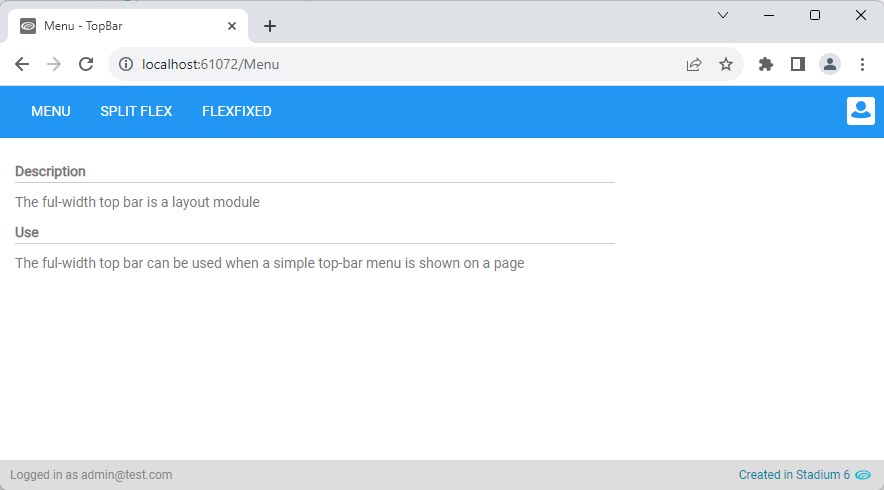 Menu - TopBar
localhost:61072/Menu
MENU SPLIT FLEX FLEXFIXED
Description
The ful-width top bar is a layout module
Use
The ful-width top bar can be used when a simple top-bar menu is shown on a page
Logged in as admin@test.com Created in Stadium 6